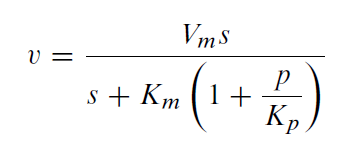 v = \frac{V_m s}{s + K_m \left(1 + \frac{p}{K_p}\right)}